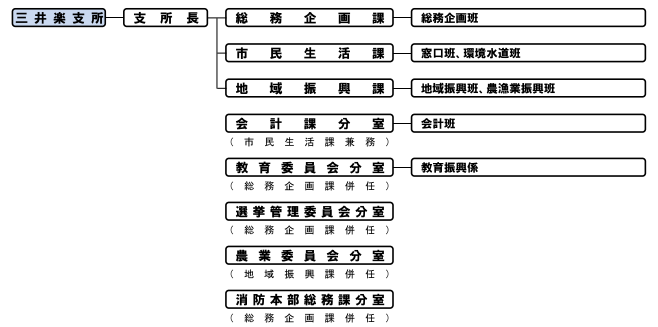 三井楽支所 支所長 総務企画課 総務企画班
市民生活課 窓口班、環境水道班
地域振興課 地域振興班、農漁業振興班
会計課分室 会計班
（市民生活課兼務）
教育委員会分室 教育振興係
（総務企画課併任）
選挙管理委員会分室
（総務企画課併任）
農業委員会分室
（地域振興課併任）
消防本部総務課分室
（総務企画課併任）